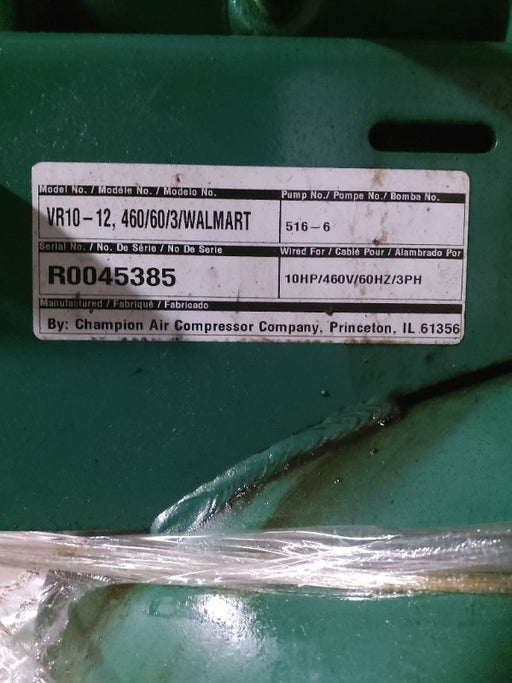 Model No. / Modèle No. / Modelo No.
VR10-12, 460/60/3/WALMART
Pump No./ Pompe No./ Bomba No.
516-6
Serial No. / No. De Série / No De Serie
R0045385
Wired For / Cablé Pour / Alambrado Por
10HP/460V/60HZ/3PH
Manufactured / Fabriqué / Fabricado
By: Champion Air Compressor Company, Princeton, IL 61356